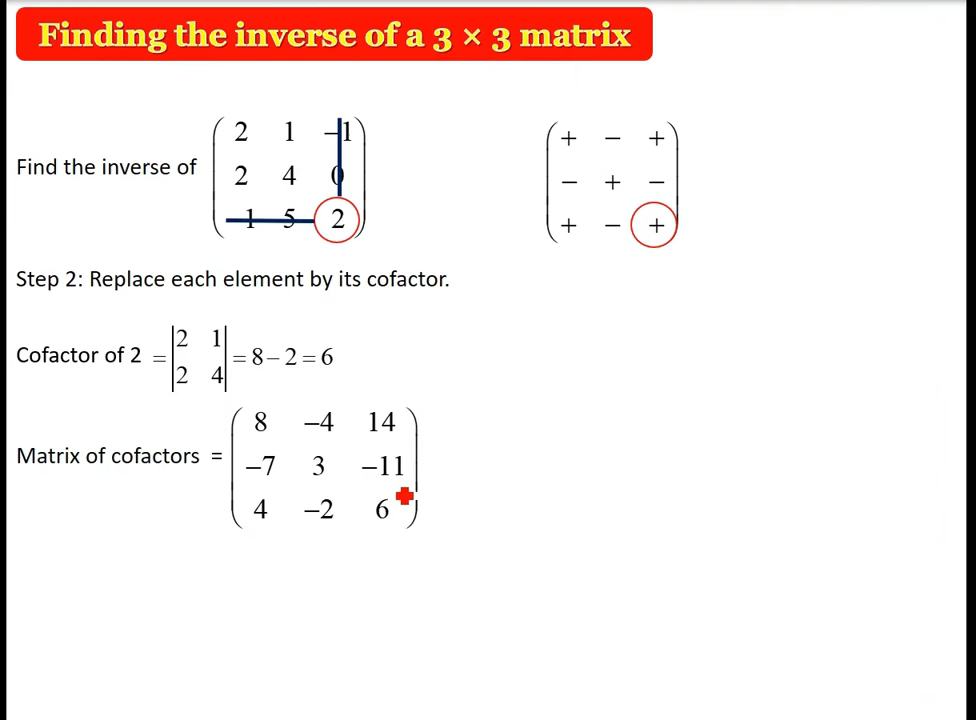 Finding the inverse of a 3 × 3 matrix
2 1 –1 + − +
Find the inverse of 2 4 0 − + −
–1 5 2 + − +
Step 2: Replace each element by its cofactor.
Cofactor of 2 = |2 1| = 8 – 2 = 6
|2 4|
8 –4 14
Matrix of cofactors = –7 3 –11
4 –2 6